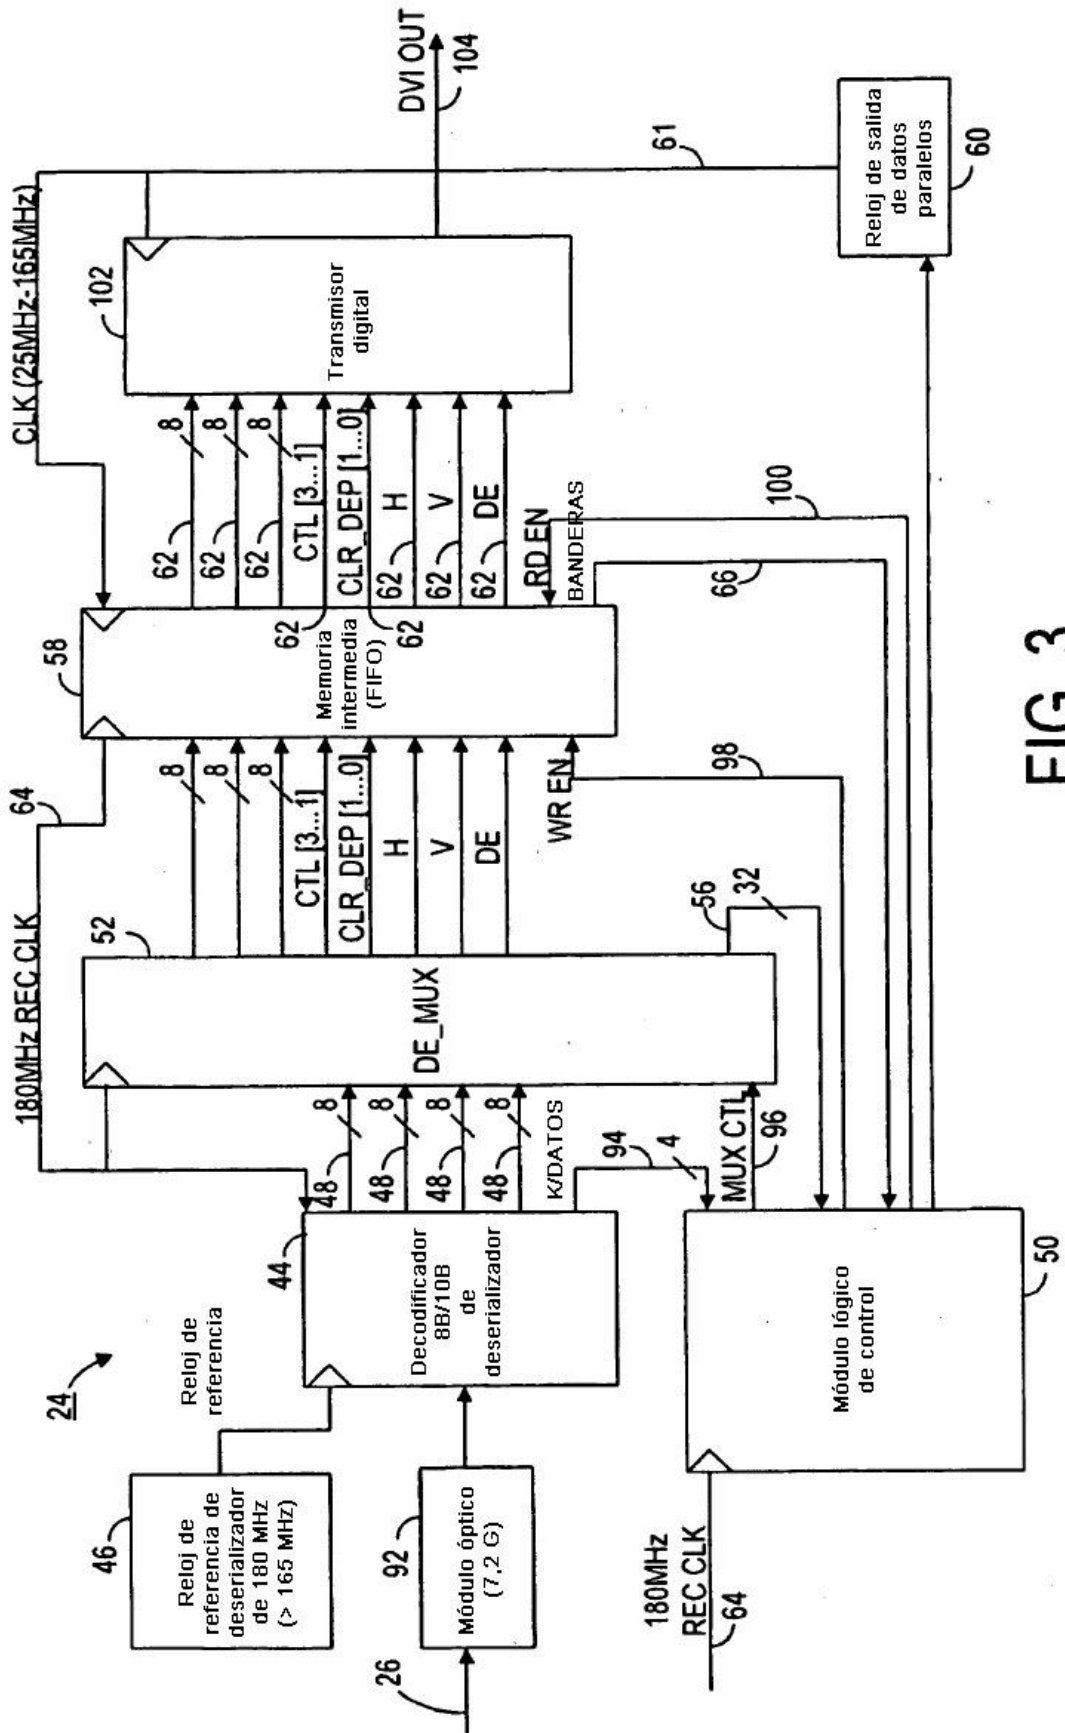 24
46
Reloj de
referencia de
deserializador
de 180 MHz
(> 165 MHz)
Reloj de
referencia
26
92
Módulo óptico
(7,2 G)
180MHz
REC CLK
64
44
Decodificador
8B/10B
de
deserializador
Módulo lógico
de control
50
180MHz REC CLK
64
48
8
48
8
48
8
48
8
K/DATOS
94
4
MUX CTL
96
52
DE_MUX
56
32
8
8
8
CTL [3...1]
CLR_DEP [1...0]
H
V
DE
WR EN
98
58
Memoria
intermedia
(FIFO)
CLK (25MHz-165MHz)
62
8
62
8
62
8
62
CTL [3...1]
62
CLR_DEP [1...0]
62
H
62
V
62
DE
RD EN
BANDERAS
66
100
102
Transmisor
digital
DVI OUT
104
61
Reloj de salida
de datos
paralelos
60
FIG. 3